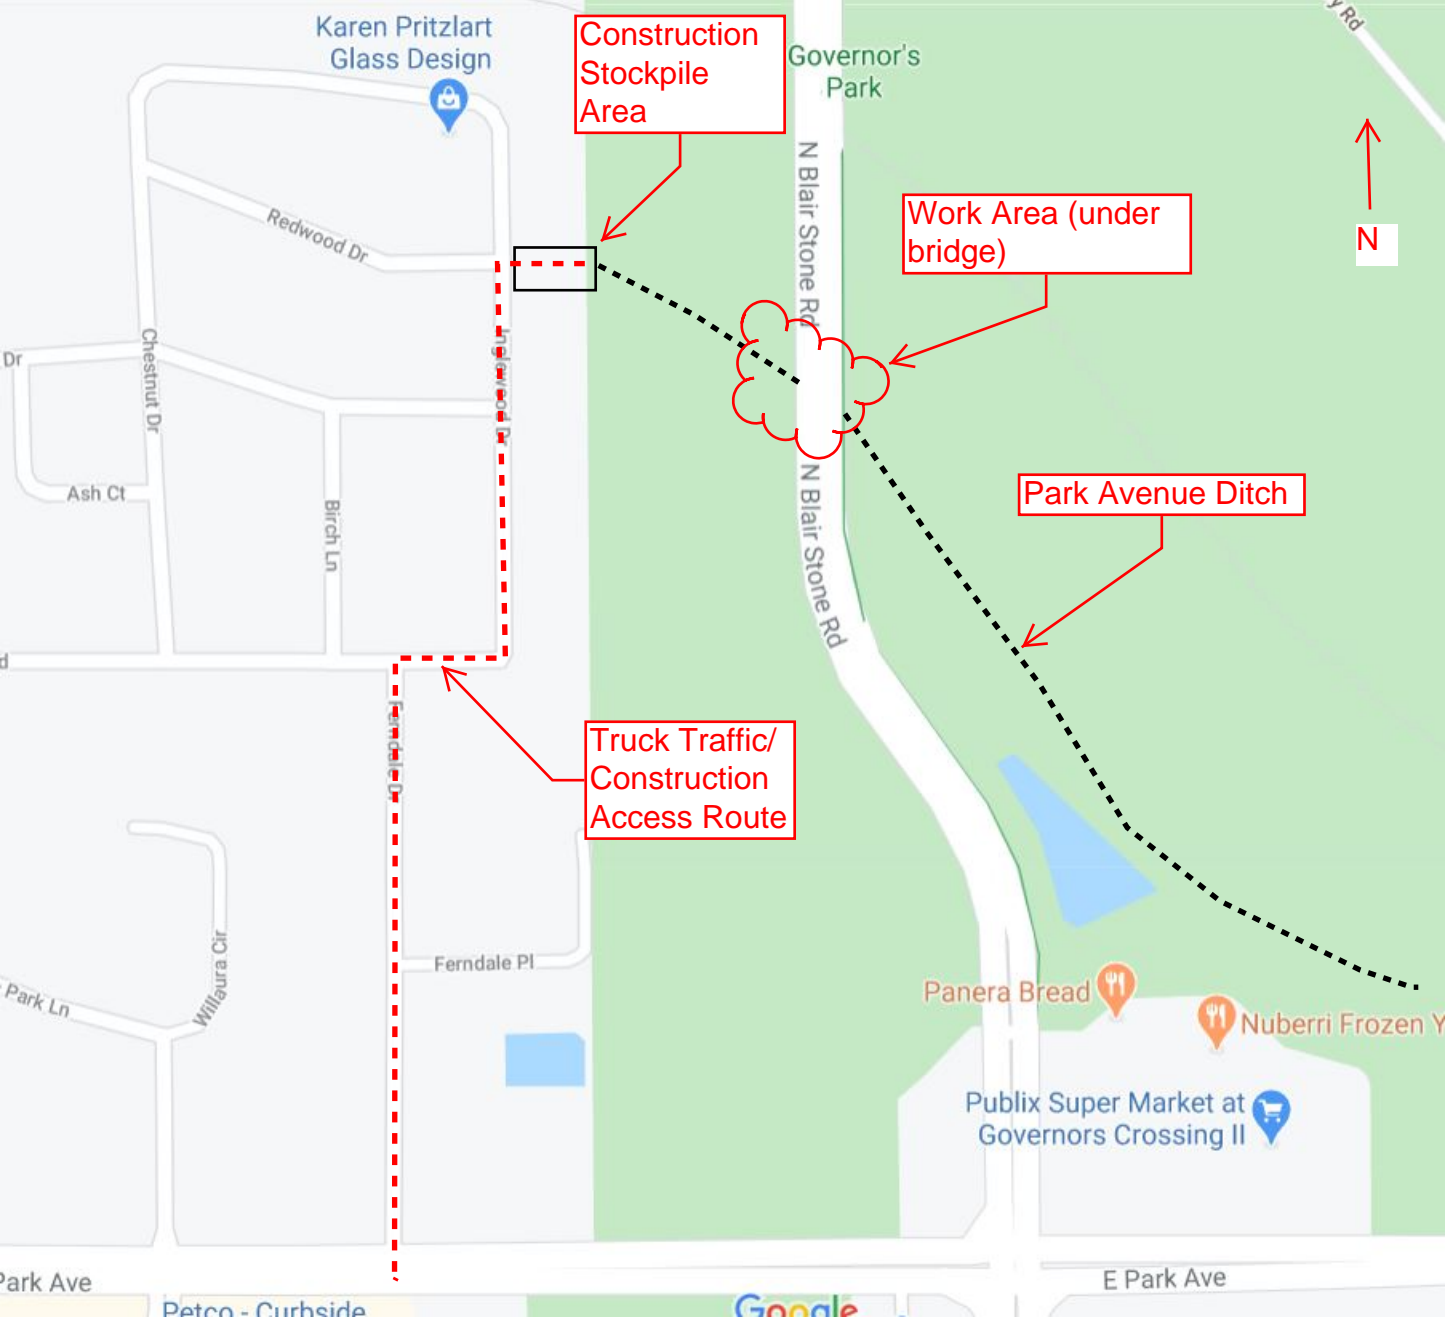 Karen Pritzlart
Glass Design
Construction
Stockpile
Area
Governor's
Park
y Rd
N
N Blair Stone Rd
Work Area (under
bridge)
Redwood Dr
Inglewood Dr
Chestnut Dr
Dr
Ash Ct
Birch Ln
N Blair Stone Rd
Park Avenue Ditch
d
Ferndale Dr
Truck Traffic/
Construction
Access Route
Willaura Cir
Park Ln
Ferndale Pl
Panera Bread
Nuberri Frozen Y
Publix Super Market at
Governors Crossing II
Park Ave
E Park Ave
Petco - Curbside
Google